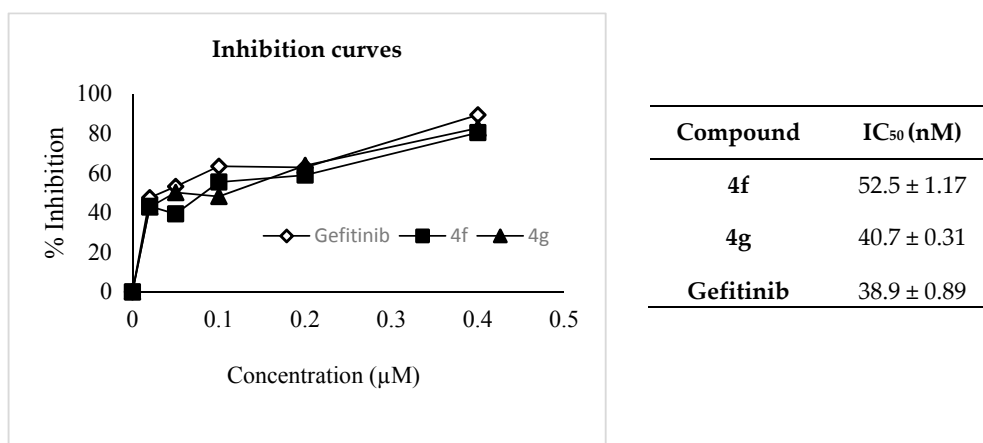 Inhibition curves
% Inhibition
100
80
60
40
20
0
Gefitinib 4f 4g
0 0.1 0.2 0.3 0.4 0.5
Concentration (µM)
Compound IC₅₀ (nM)
4f 52.5 ± 1.17
4g 40.7 ± 0.31
Gefitinib 38.9 ± 0.89